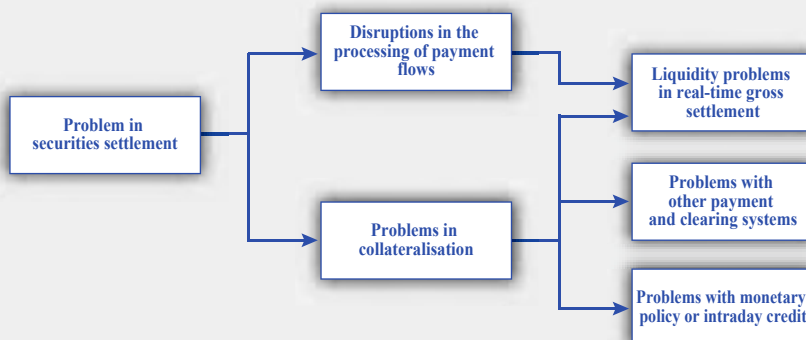 Disruptions in the
processing of payment
flows
Liquidity problems
in real-time gross
settlement
Problem in
securities settlement
Problems with
other payment
and clearing systems
Problems in
collateralisation
Problems with monetary
policy or intraday credit